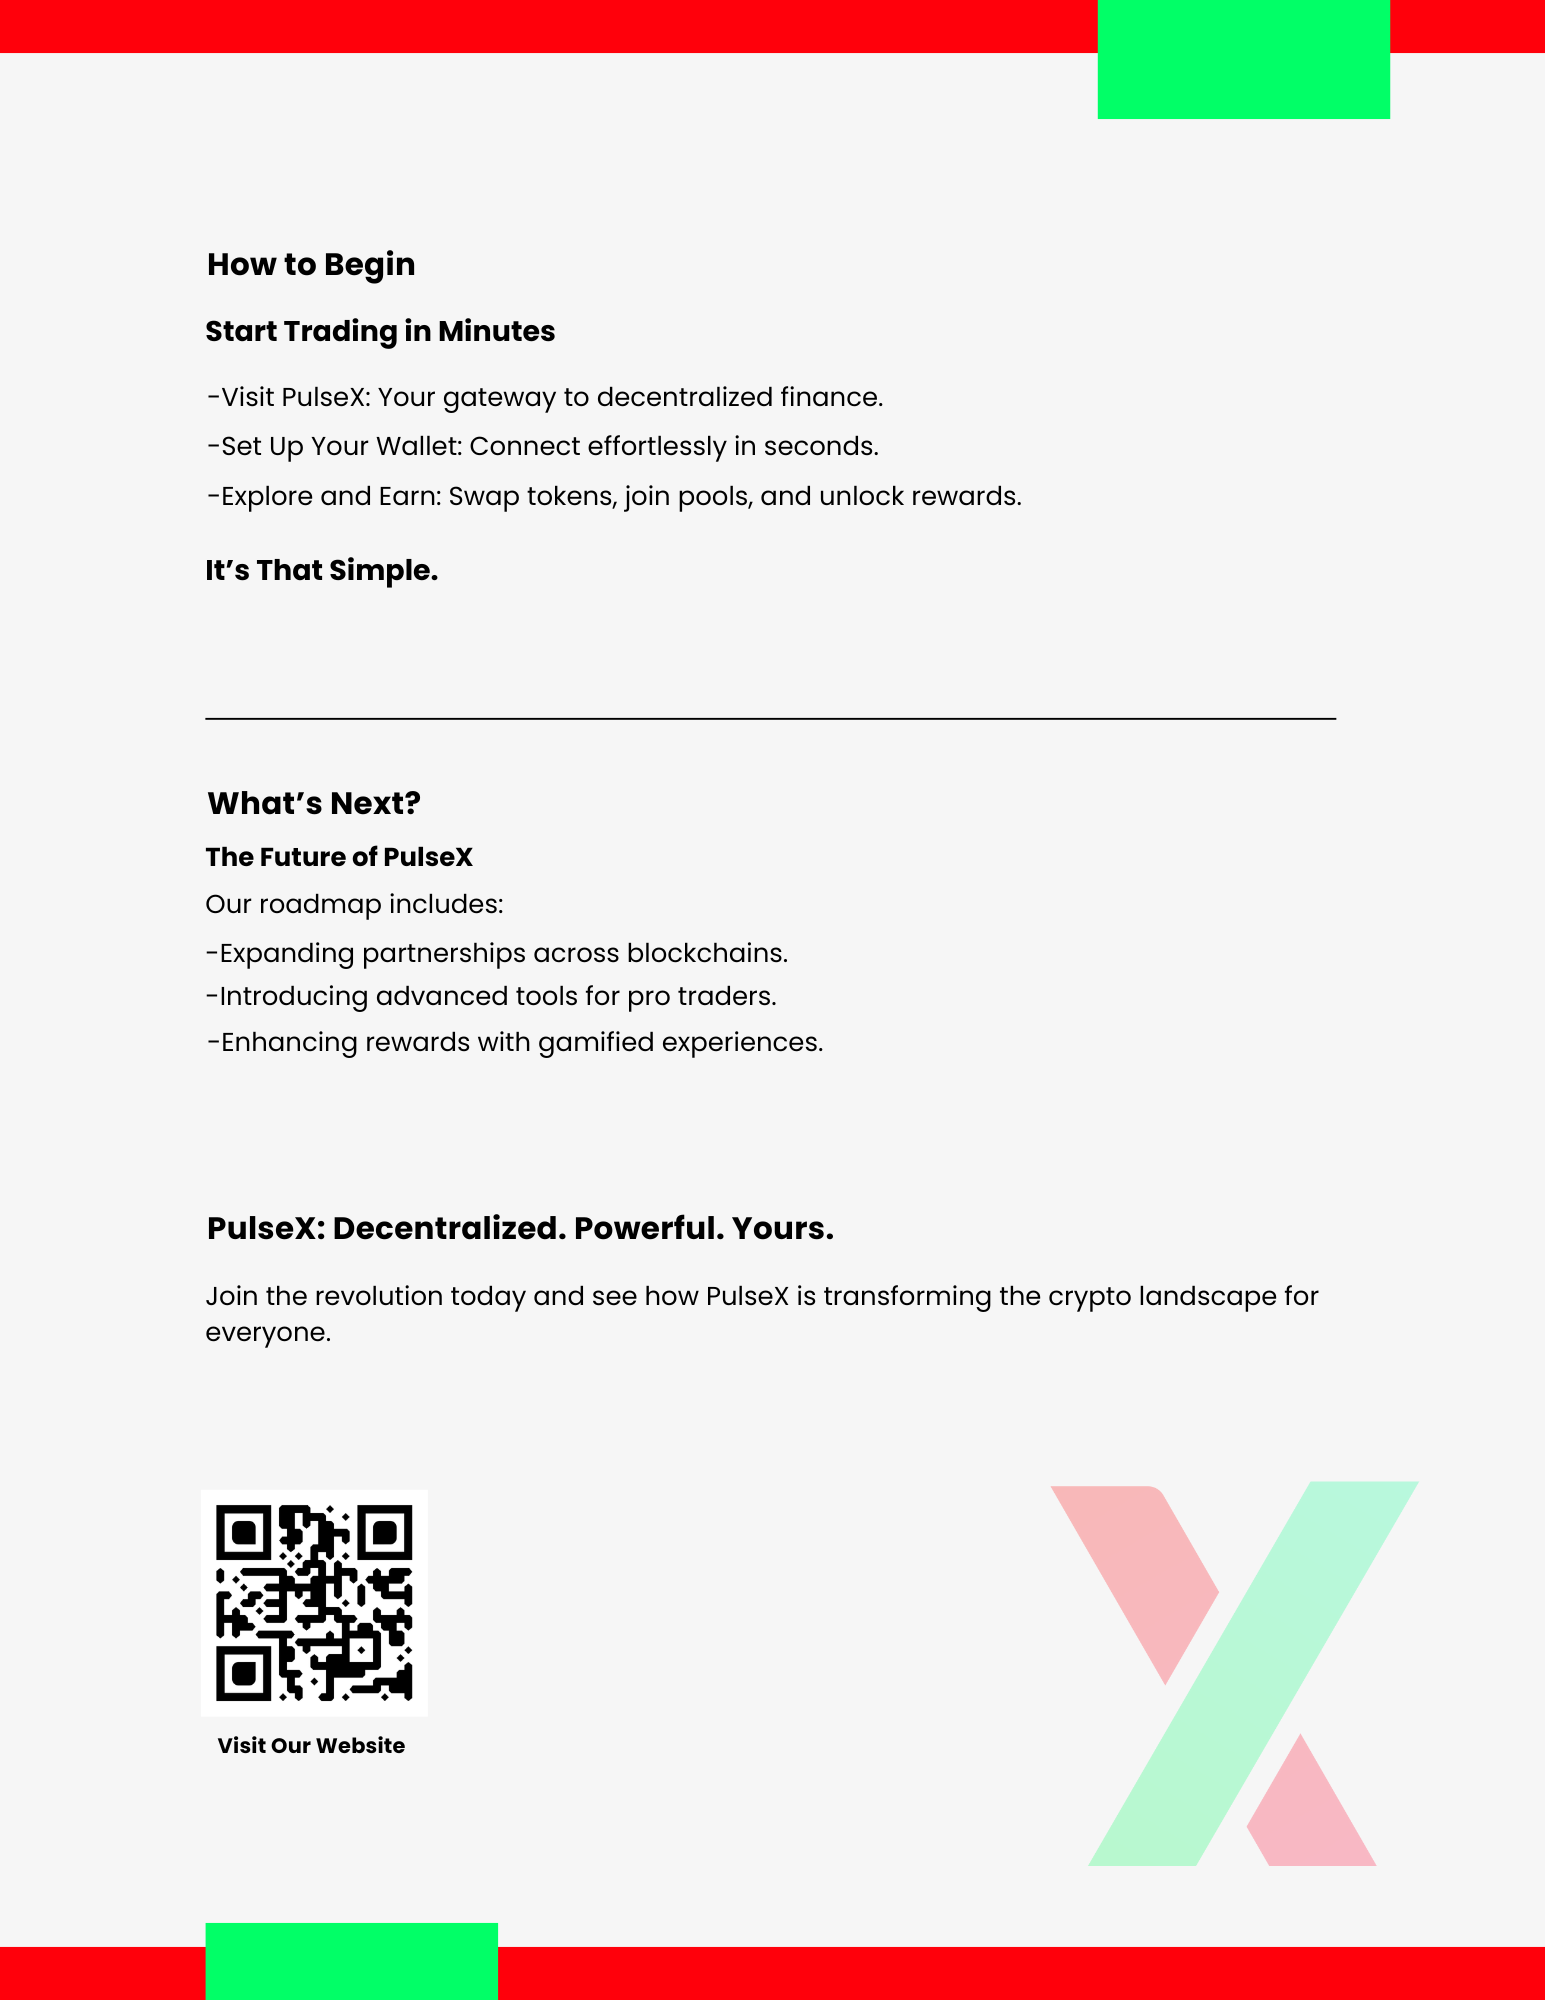 How to Begin
Start Trading in Minutes
-Visit PulseX: Your gateway to decentralized finance.
-Set Up Your Wallet: Connect effortlessly in seconds.
-Explore and Earn: Swap tokens, join pools, and unlock rewards.
It’s That Simple.
What’s Next?
The Future of PulseX
Our roadmap includes:
-Expanding partnerships across blockchains.
-Introducing advanced tools for pro traders.
-Enhancing rewards with gamified experiences.
PulseX: Decentralized. Powerful. Yours.
Join the revolution today and see how PulseX is transforming the crypto landscape for
everyone.
Visit Our Website